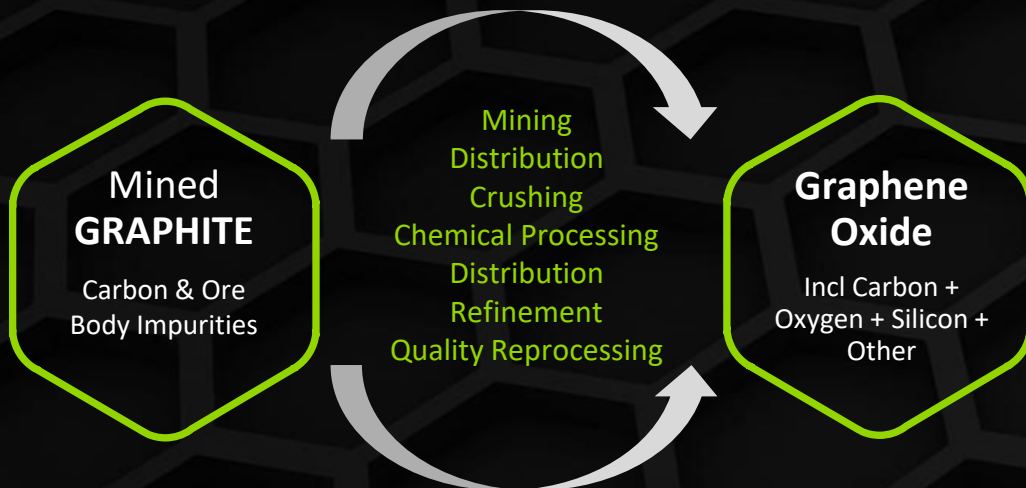 Mined
GRAPHITE
Carbon & Ore
Body Impurities
Mining
Distribution
Crushing
Chemical Processing
Distribution
Refinement
Quality Reprocessing
Graphene
Oxide
Incl Carbon +
Oxygen + Silicon +
Other